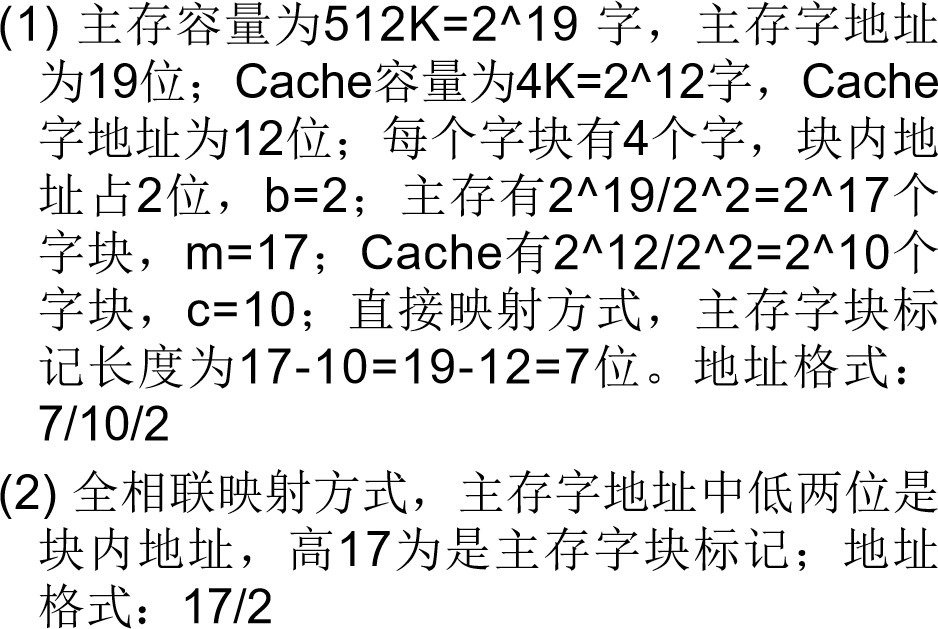 (1) 主存容量为512K=2^19 字，主存字地址
为19位；Cache容量为4K=2^12字，Cache
字地址为12位；每个字块有4个字，块内地
址占2位，b=2；主存有2^19/2^2=2^17个
字块，m=17；Cache有2^12/2^2=2^10个
字块，c=10；直接映射方式，主存字块标
记长度为17-10=19-12=7位。地址格式：
7/10/2
(2) 全相联映射方式，主存字地址中低两位是
块内地址，高17为是主存字块标记；地址
格式：17/2